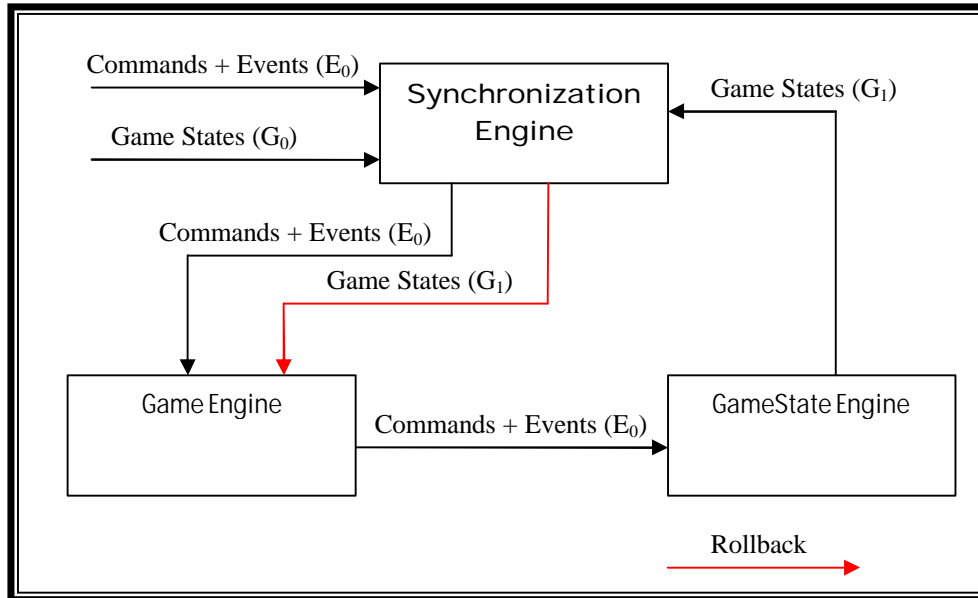 Commands + Events (E₀)
Synchronization
Engine
Game States (G₁)
Game States (G₀)
Commands + Events (E₀)
Game States (G₁)
Game Engine
GameState Engine
Commands + Events (E₀)
Rollback